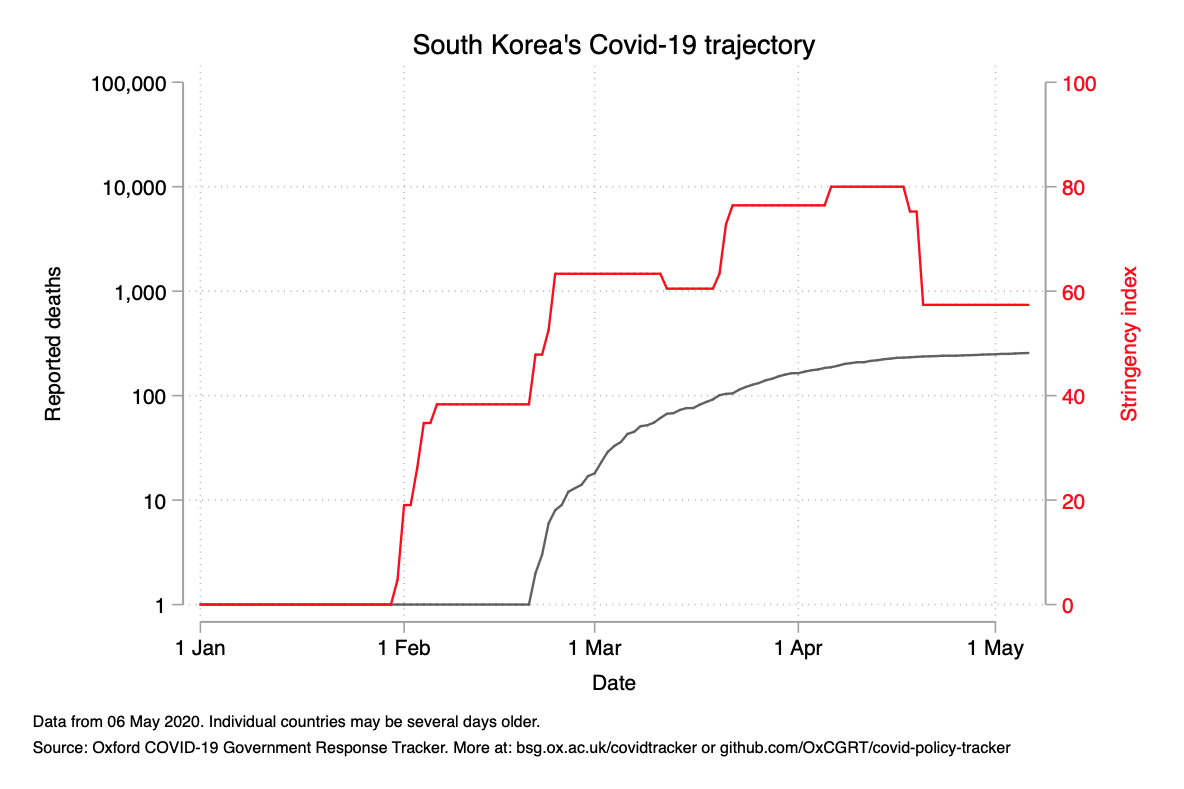 South Korea's Covid-19 trajectory
100,000
10,000
1,000
100
10
1
Reported deaths
100
80
60
40
20
0
Stringency index
1 Jan
1 Feb
1 Mar
1 Apr
1 May
Date
Data from 06 May 2020. Individual countries may be several days older.
Source: Oxford COVID-19 Government Response Tracker. More at: bsg.ox.ac.uk/covidtracker or github.com/OxCGRT/covid-policy-tracker